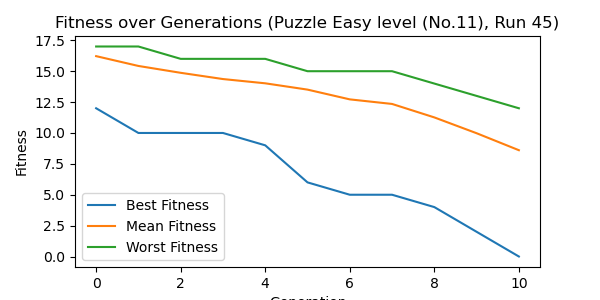 Fitness over Generations (Puzzle Easy level (No.11), Run 45)
17.5
15.0
12.5
10.0
7.5
5.0
2.5
0.0
Fitness
Best Fitness
Mean Fitness
Worst Fitness
0 2 4 6 8 10
Generation